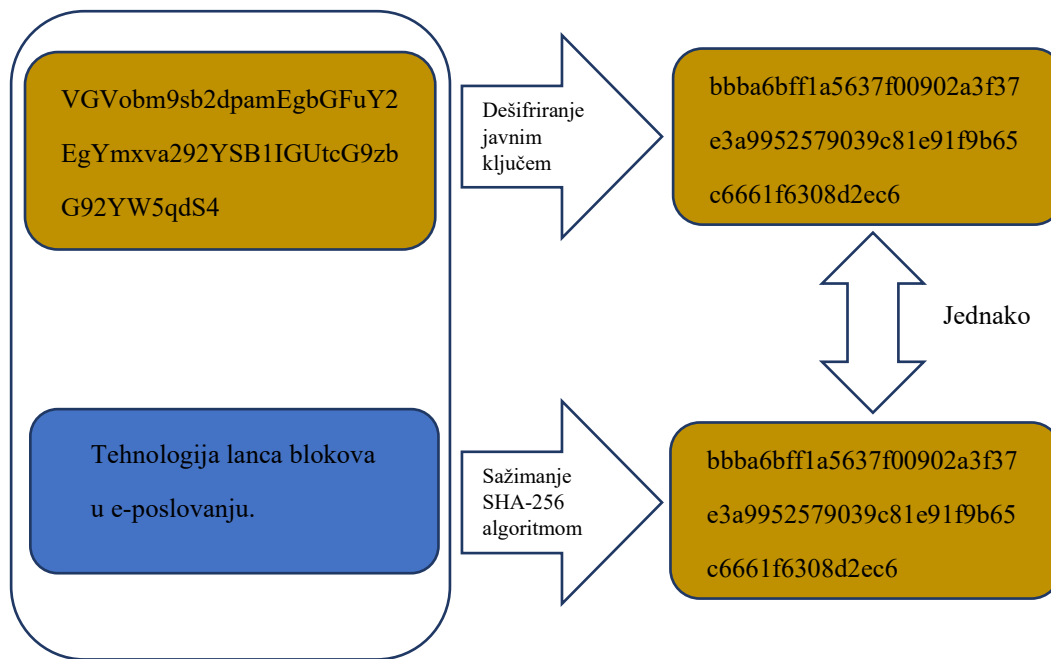 VGVobm9sb2dpamEgbGFuY2
EgYmxva292YSB1IGUtcG9zb
G92YW5qdS4
Dešifriranje
javnim
ključem
bbba6bff1a5637f00902a3f37
e3a9952579039c81e91f9b65
c6661f6308d2ec6
Jednako
Tehnologija lanca blokova
u e-poslovanju.
Sažimanje
SHA-256
algoritmom
bbba6bff1a5637f00902a3f37
e3a9952579039c81e91f9b65
c6661f6308d2ec6